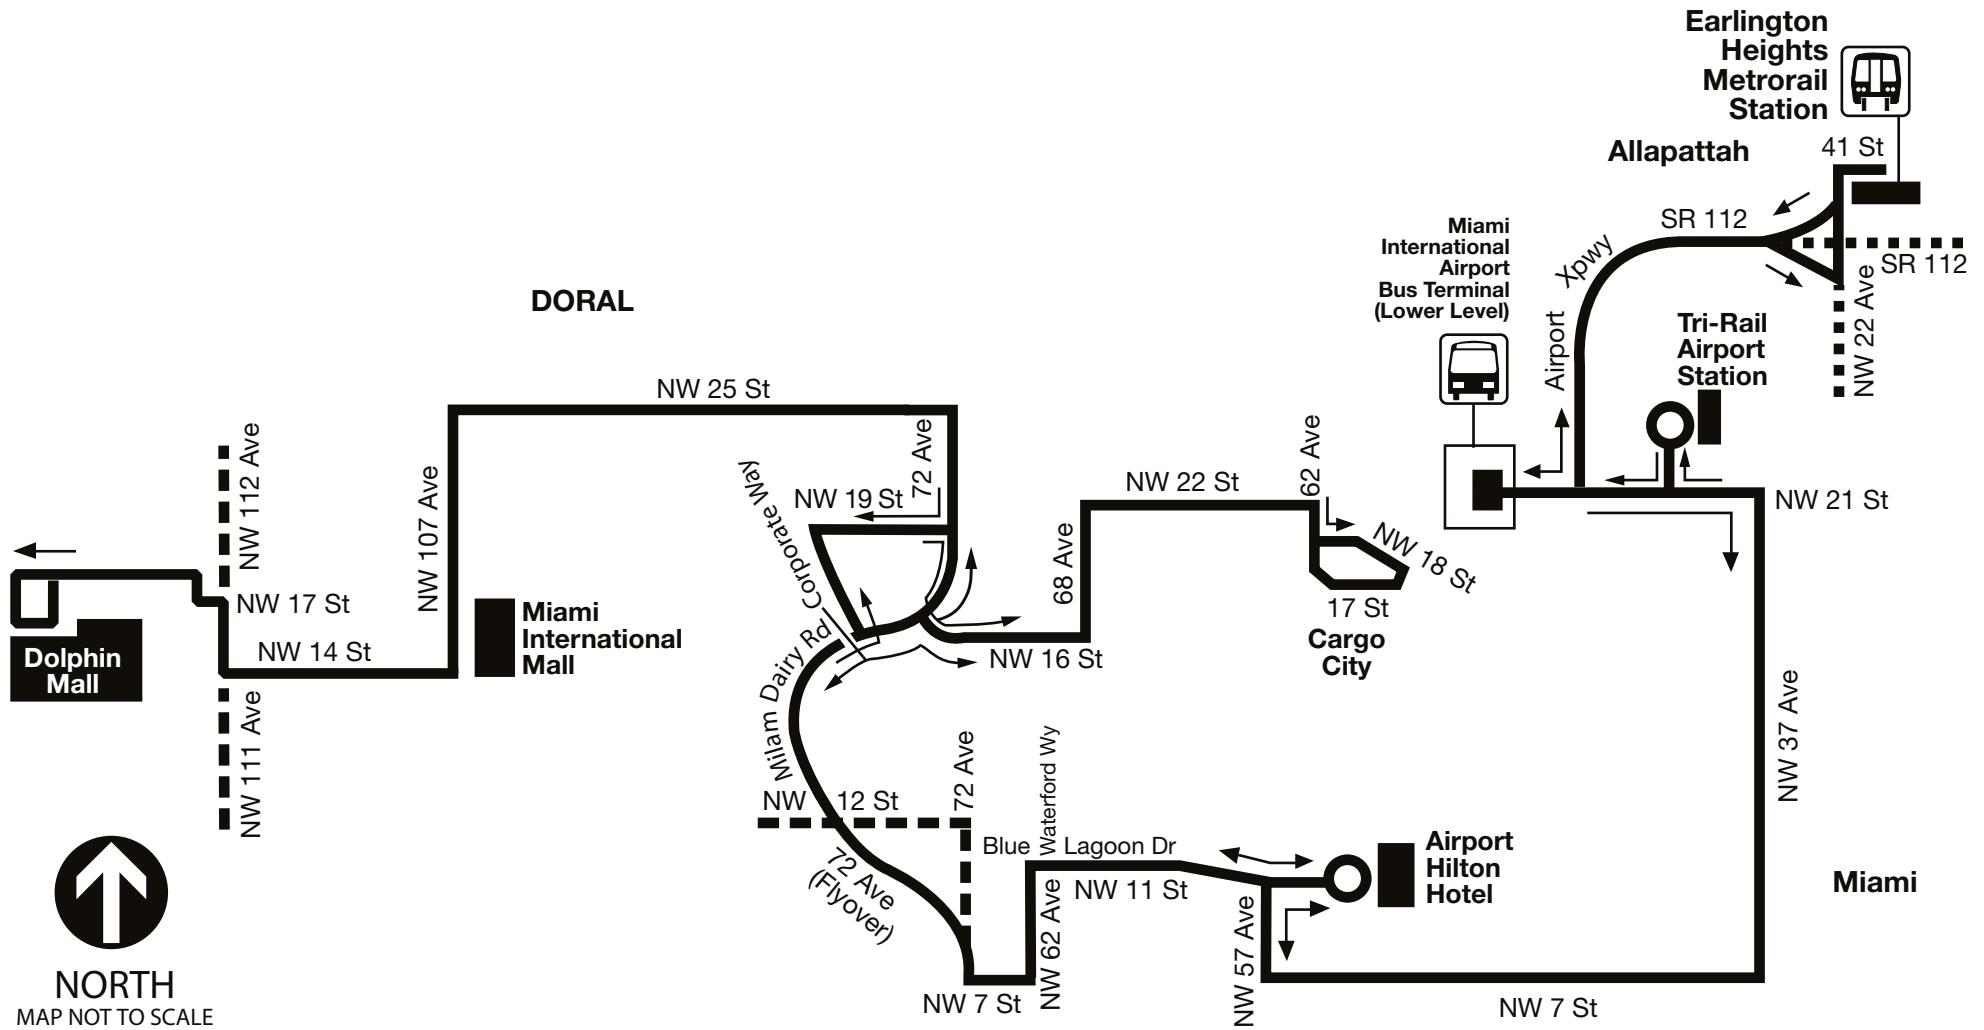 Earlington
Heights
Metrorail
Station
Allapattah
41 St
SR 112
SR 112
Xpwy
Airport
NW 22 Ave
Miami
International
Airport
Bus Terminal
(Lower Level)
Tri-Rail
Airport
Station
DORAL
NW 25 St
72 Ave
NW 19 St
Corporate Way
NW 22 St
62 Ave
NW 18 St
17 St
Cargo
City
68 Ave
NW 16 St
NW 21 St
NW 112 Ave
NW 107 Ave
NW 17 St
NW 14 St
Miami
International
Mall
Dolphin
Mall
NW 111 Ave
Milam Dairy Rd
NW 12 St
72 Ave
72 Ave
(Flyover)
Waterford Wy
Blue Lagoon Dr
NW 11 St
NW 62 Ave
NW 7 St
NW 57 Ave
Airport
Hilton
Hotel
NW 37 Ave
Miami
NW 7 St
NORTH
MAP NOT TO SCALE